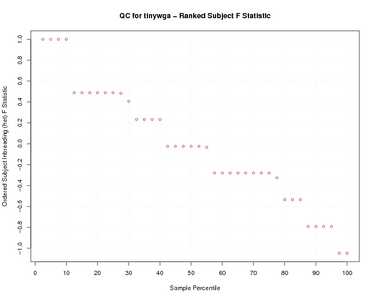 QC for tinywga − Ranked Subject F Statistic
Ordered Subject Inbreeding (het) F Statistic
1.0
0.8
0.6
0.4
0.2
0.0
−0.2
−0.4
−0.6
−0.8
−1.0
0 10 20 30 40 50 60 70 80 90 100
Sample Percentile